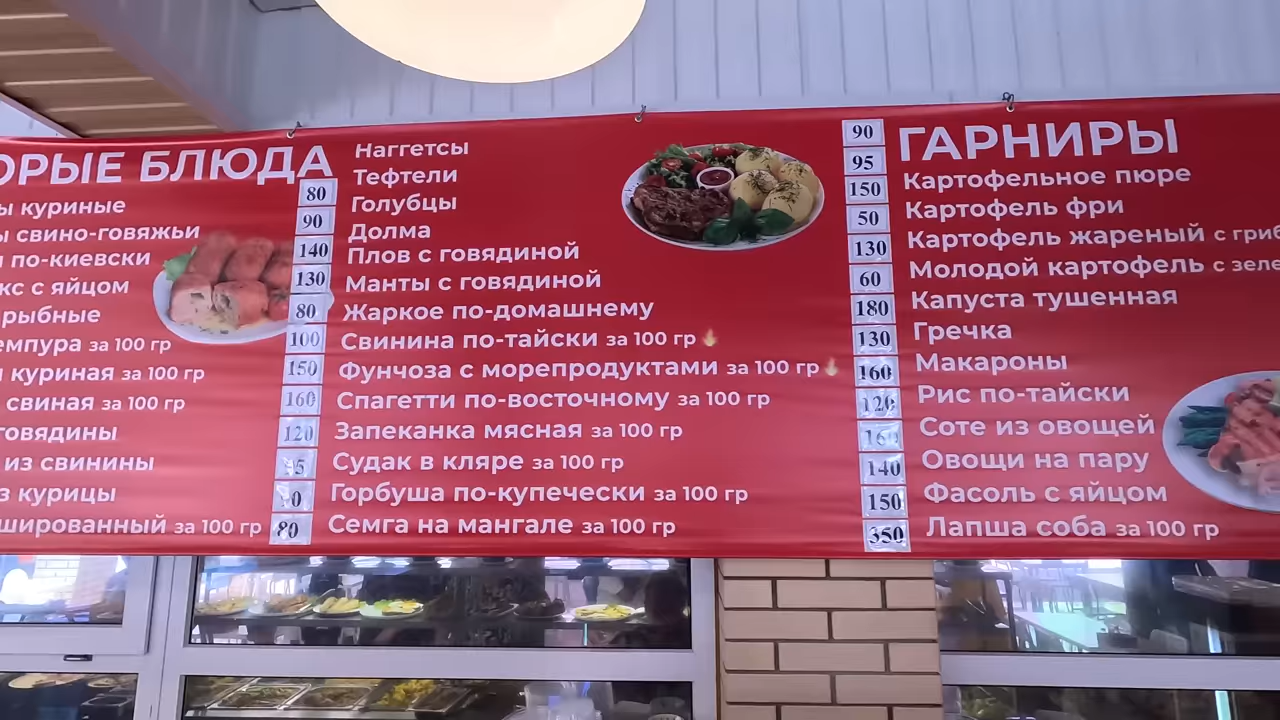 ОРЫЕ БЛЮДА
ы куриные 80
ы свино-говяжьи 90
по-киевски 140
кс с яйцом 130
рыбные 80
емпура за 100 гр 100
куриная за 100 гр 150
свиная за 100 гр 160
говядины 120
из свинины
з курицы
шированный за 100 гр 80
Наггетсы 90
Тефтели 95
Голубцы 150
Долма 50
Плов с говядиной 130
Манты с говядиной 60
Жаркое по-домашнему 180
Свинина по-тайски за 100 гр 130
Фунчоза с морепродуктами за 100 гр 160
Спагетти по-восточному за 100 гр 120
Запеканка мясная за 100 гр 160
Судак в кляре за 100 гр 140
Горбуша по-купечески за 100 гр 150
Семга на мангале за 100 гр 350
ГАРНИРЫ
Картофельное пюре
Картофель фри
Картофель жареный с гриб
Молодой картофель с зеле
Капуста тушенная
Гречка
Макароны
Рис по-тайски
Соте из овощей
Овощи на пару
Фасоль с яйцом
Лапша соба за 100 гр